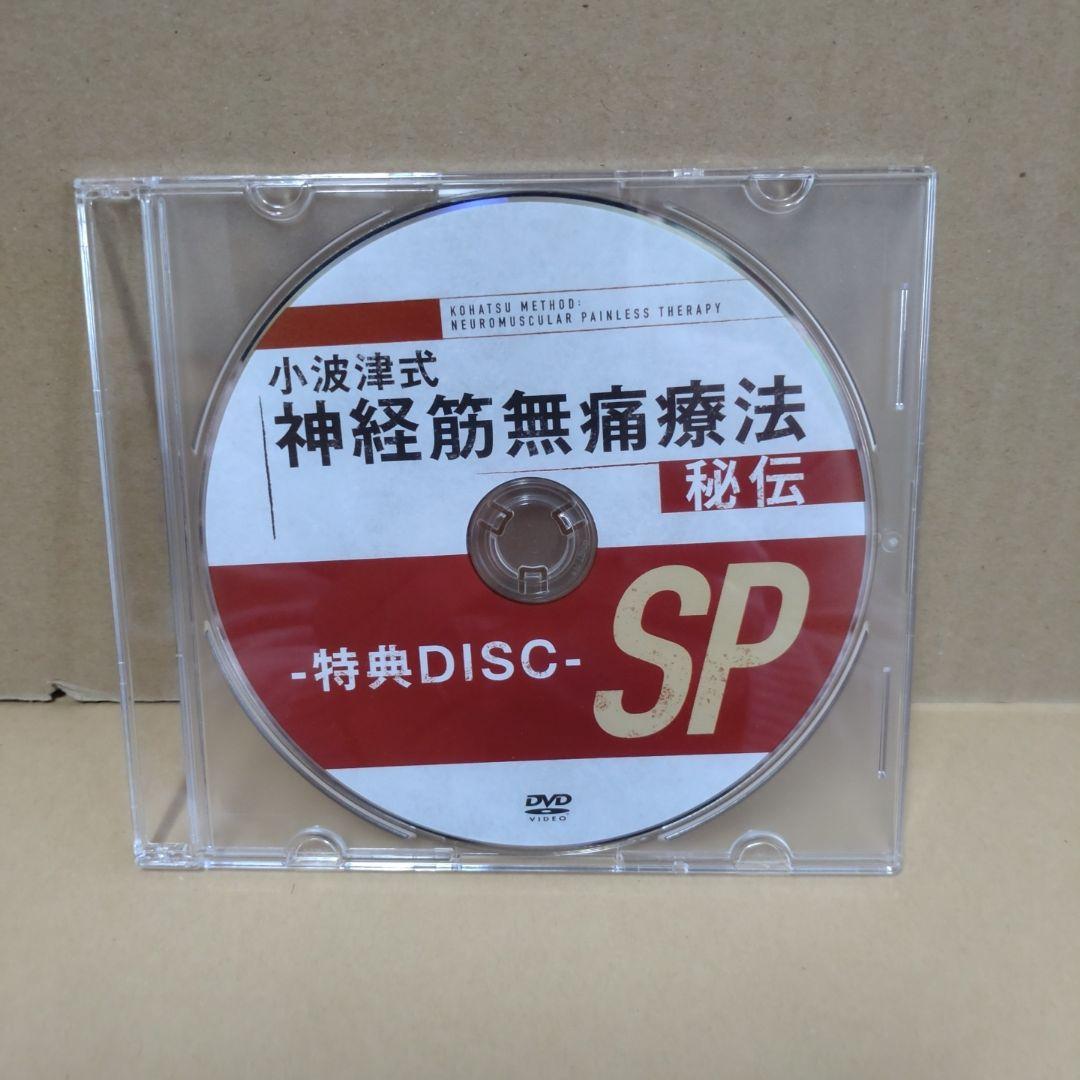 KOHATSU METHOD:
NEUROMUSCULAR PAINLESS THERAPY
小波津式
神経筋無痛療法
秘伝
-特典DISC-
SP
DVD
VIDEO